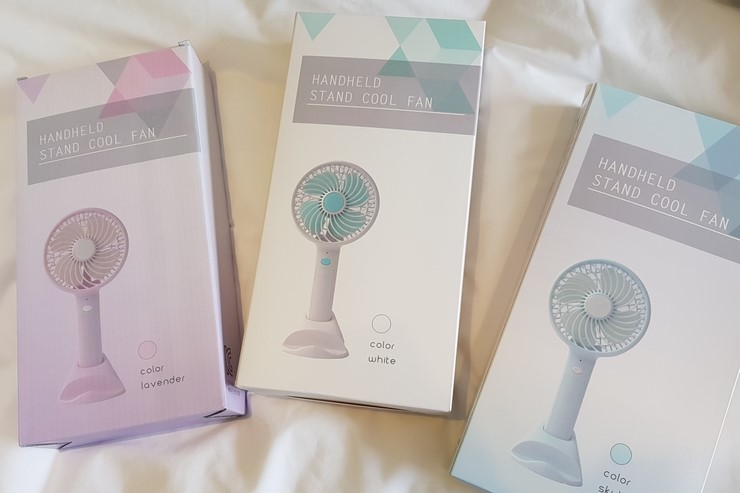 HANDHELD
STAND COOL FAN
color
lavender
HANDHELD
STAND COOL FAN
color
white
HANDHELD
STAND COOL FAN
color